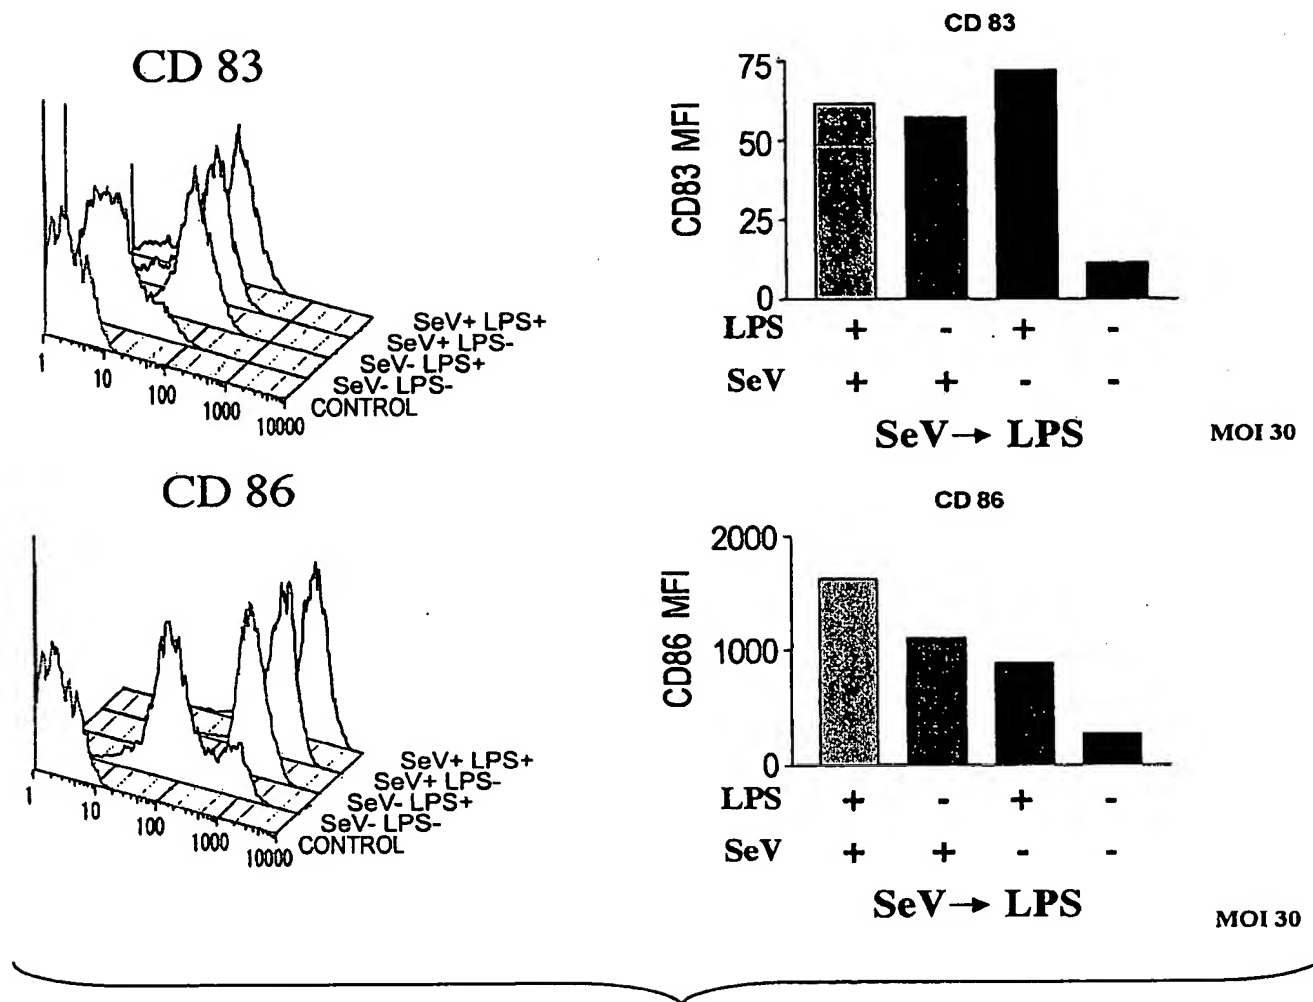 CD 83
1
10
100
1000
10000
SeV+ LPS+
SeV+ LPS-
SeV- LPS+
SeV- LPS-
CONTROL
CD 83
CD83 MFI
75
50
25
0
LPS + - + -
SeV + + - -
SeV→ LPS
MOI 30
CD 86
1
10
100
1000
10000
SeV+ LPS+
SeV+ LPS-
SeV- LPS+
SeV- LPS-
CONTROL
CD 86
CD86 MFI
2000
1000
0
LPS + - + -
SeV + + - -
SeV→ LPS
MOI 30